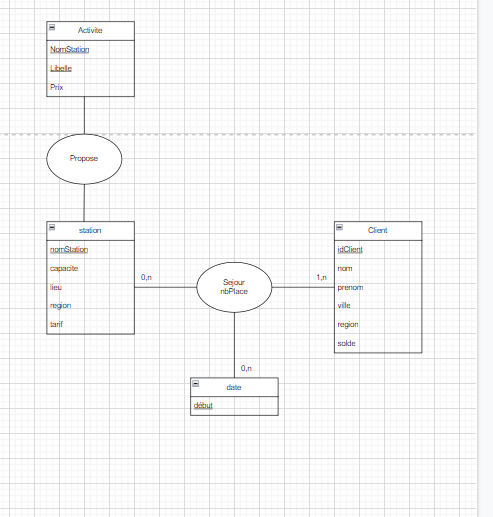 Activite
NomStation
Libelle
Prix
Propose
station
nomStation
capacite
lieu
region
tarif
0,n
Sejour
nbPlace
1,n
Client
idClient
nom
prenom
ville
region
solde
0,n
date
début